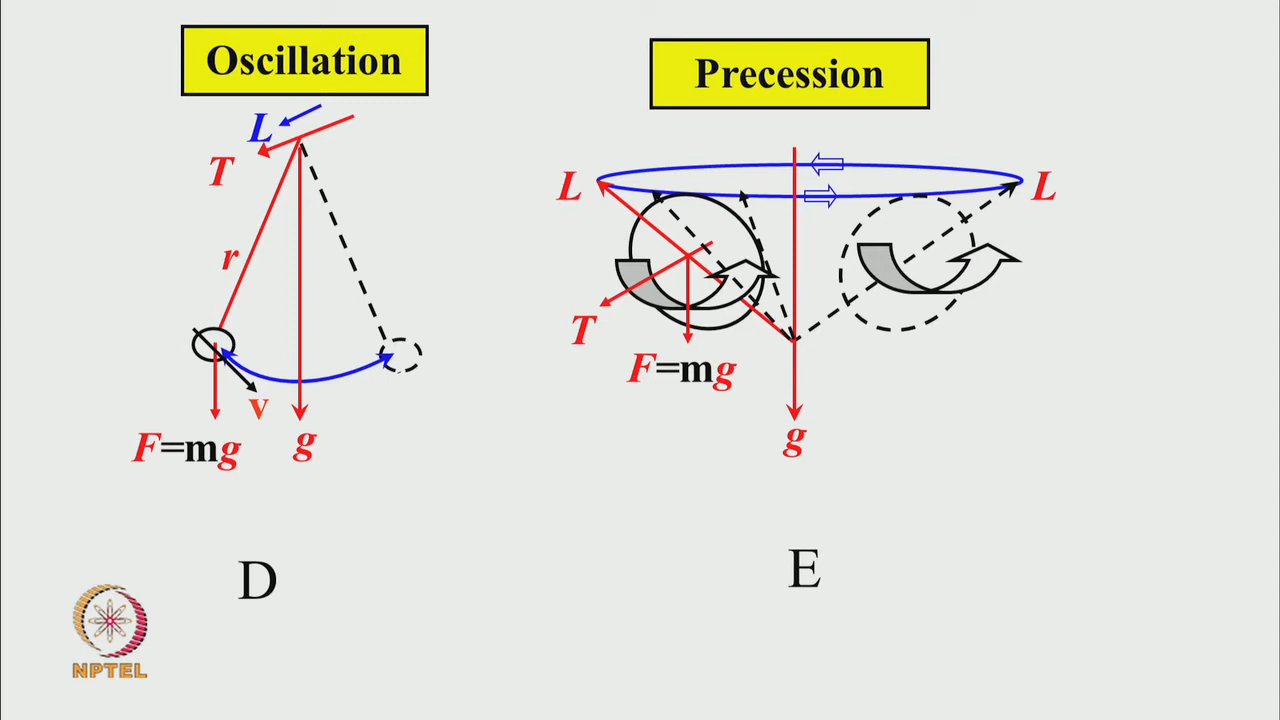 Oscillation
L
T
r
v
F=mg
g
D
Precession
L
L
T
F=mg
g
E
NPTEL